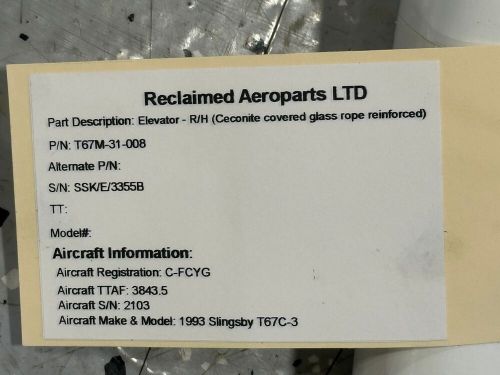 Reclaimed Aeroparts LTD
Part Description: Elevator - R/H (Ceconite covered glass rope reinforced)
P/N: T67M-31-008
Alternate P/N:
S/N: SSK/E/3355B
TT:
Model#:
Aircraft Information:
Aircraft Registration: C-FCYG
Aircraft TTAF: 3843.5
Aircraft S/N: 2103
Aircraft Make & Model: 1993 Slingsby T67C-3